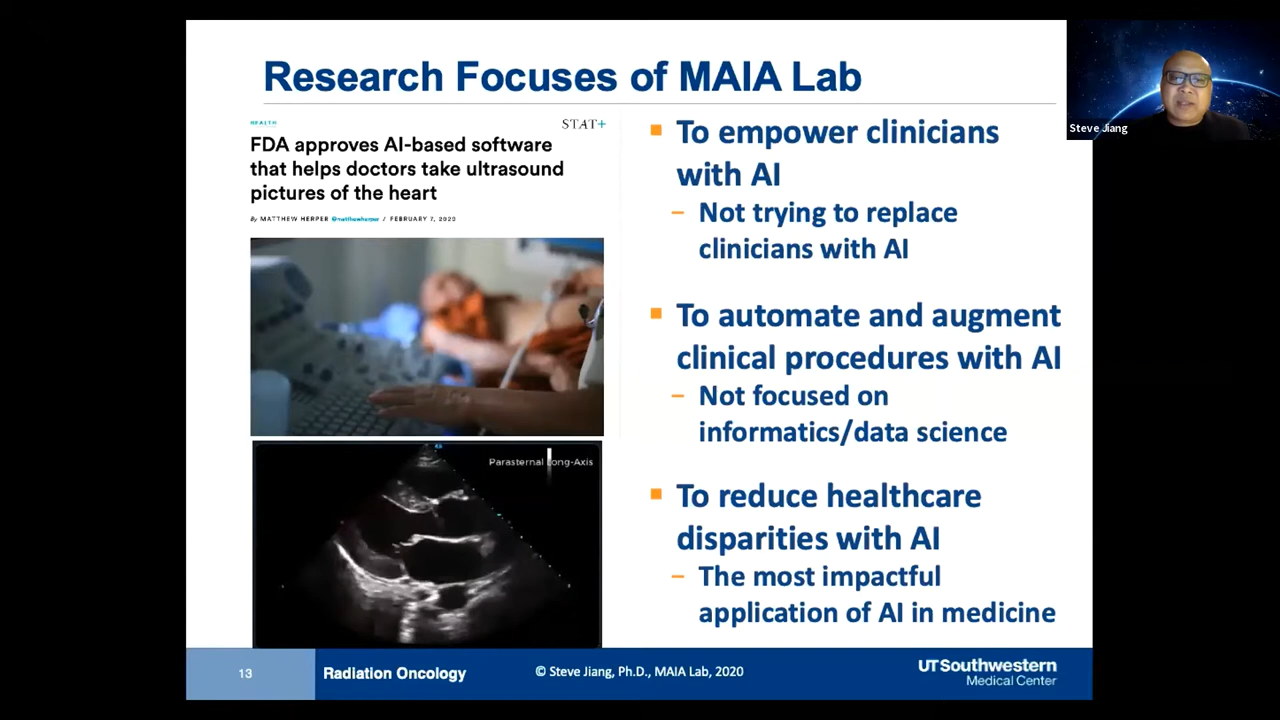 Research Focuses of MAIA Lab
HEALTH
STAT+
FDA approves AI-based software
that helps doctors take ultrasound
pictures of the heart
By MATTHEW HERPER @matthewherper / FEBRUARY 7, 2020
Parasternal Long-Axis
▪ To empower clinicians
with AI
– Not trying to replace
clinicians with AI
▪ To automate and augment
clinical procedures with AI
– Not focused on
informatics/data science
▪ To reduce healthcare
disparities with AI
– The most impactful
application of AI in medicine
Steve Jiang
13
Radiation Oncology
© Steve Jiang, Ph.D., MAIA Lab, 2020
UTSouthwestern
Medical Center